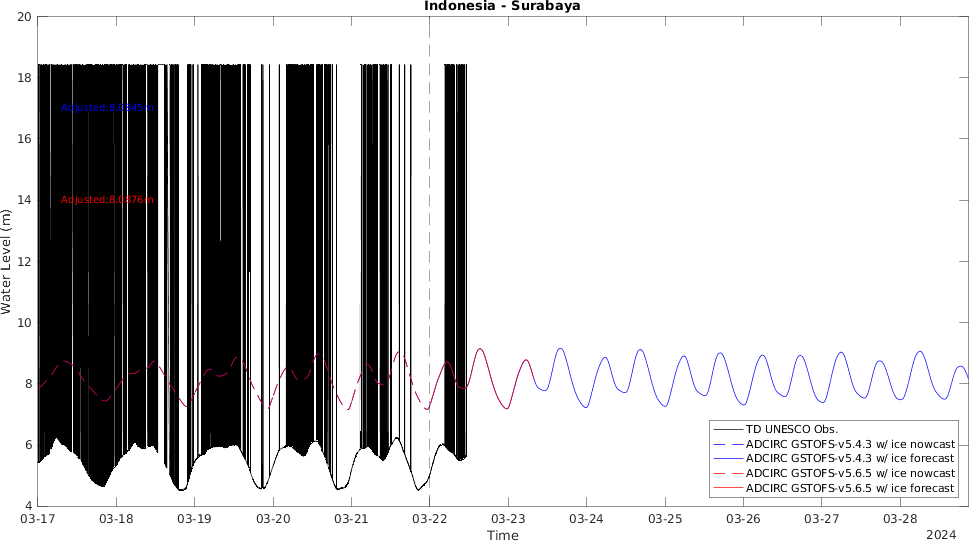 Indonesia - Surabaya
20
18
16
14
12
10
8
6
4
Water Level (m)
Adjusted:8.0876m
TD UNESCO Obs.
ADCIRC GSTOFS-v5.4.3 w/ ice nowcast
ADCIRC GSTOFS-v5.4.3 w/ ice forecast
ADCIRC GSTOFS-v5.6.5 w/ ice nowcast
ADCIRC GSTOFS-v5.6.5 w/ ice forecast
03-17 03-18 03-19 03-20 03-21 03-22 03-23 03-24 03-25 03-26 03-27 03-28
Time
2024